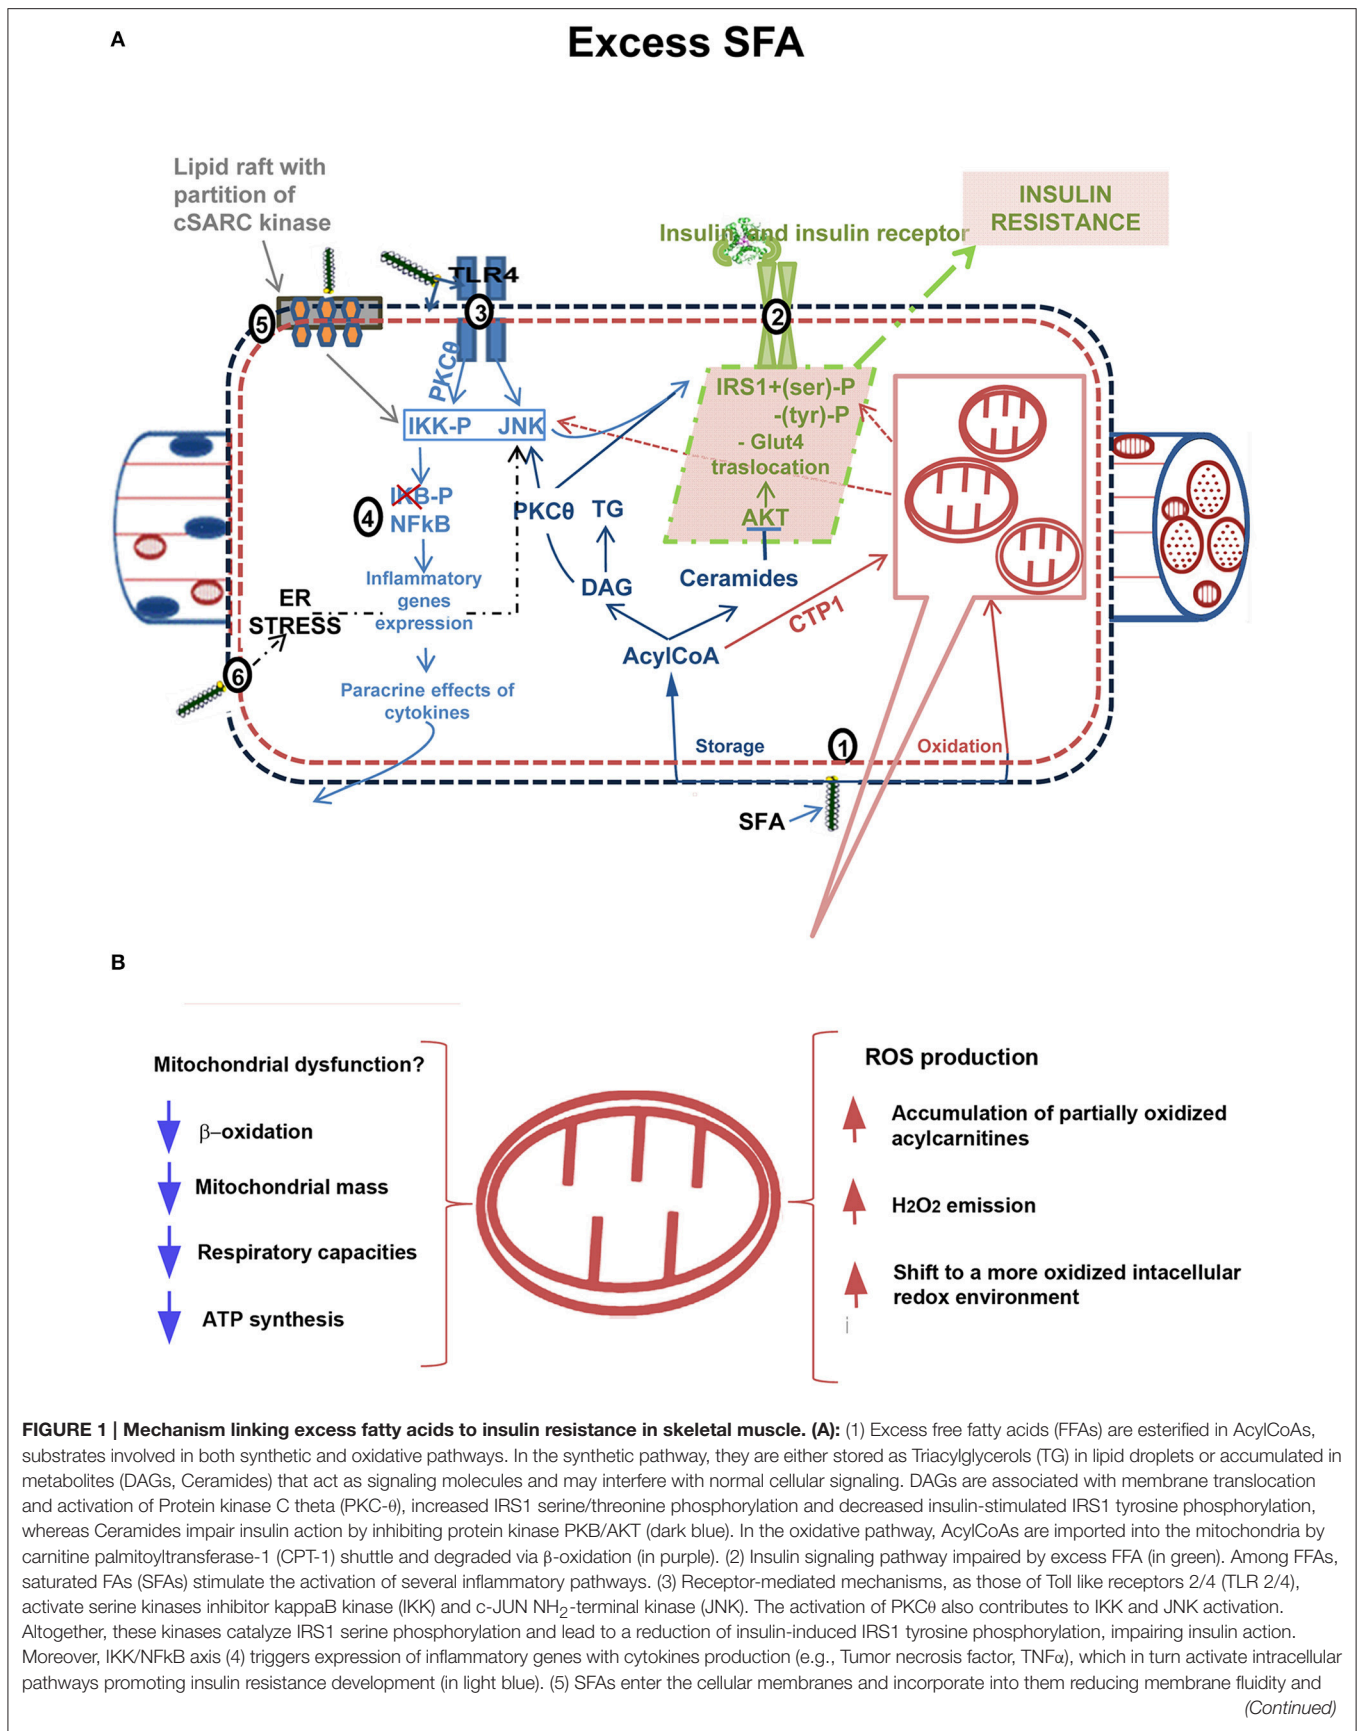 A
Excess SFA
Lipid raft with
partition of
cSARC kinase
INSULIN
RESISTANCE
Insulin and insulin receptor
TLR4
5
3
2
PKCθ
IRS1+(ser)-P
-(tyr)-P
- Glut4
traslocation
AKT
IKK-P JNK
4
IKB-P
NFkB
PKCθ TG
Inflammatory
genes
expression
DAG
Ceramides
ER
STRESS
CTP1
AcylCoA
6
Paracrine effects of
cytokines
Storage
1
Oxidation
SFA
B
Mitochondrial dysfunction?
β–oxidation
Mitochondrial mass
Respiratory capacities
ATP synthesis
ROS production
Accumulation of partially oxidized
acylcarnitines
H2O2 emission
Shift to a more oxidized intacellular
redox environment
i
FIGURE 1 | Mechanism linking excess fatty acids to insulin resistance in skeletal muscle. (A): (1) Excess free fatty acids (FFAs) are esterified in AcylCoAs,
substrates involved in both synthetic and oxidative pathways. In the synthetic pathway, they are either stored as Triacylglycerols (TG) in lipid droplets or accumulated in
metabolites (DAGs, Ceramides) that act as signaling molecules and may interfere with normal cellular signaling. DAGs are associated with membrane translocation
and activation of Protein kinase C theta (PKC-θ), increased IRS1 serine/threonine phosphorylation and decreased insulin-stimulated IRS1 tyrosine phosphorylation,
whereas Ceramides impair insulin action by inhibiting protein kinase PKB/AKT (dark blue). In the oxidative pathway, AcylCoAs are imported into the mitochondria by
carnitine palmitoyltransferase-1 (CPT-1) shuttle and degraded via β-oxidation (in purple). (2) Insulin signaling pathway impaired by excess FFA (in green). Among FFAs,
saturated FAs (SFAs) stimulate the activation of several inflammatory pathways. (3) Receptor-mediated mechanisms, as those of Toll like receptors 2/4 (TLR 2/4),
activate serine kinases inhibitor kappaB kinase (IKK) and c-JUN NH2-terminal kinase (JNK). The activation of PKCθ also contributes to IKK and JNK activation.
Altogether, these kinases catalyze IRS1 serine phosphorylation and lead to a reduction of insulin-induced IRS1 tyrosine phosphorylation, impairing insulin action.
Moreover, IKK/NFkB axis (4) triggers expression of inflammatory genes with cytokines production (e.g., Tumor necrosis factor, TNFα), which in turn activate intracellular
pathways promoting insulin resistance development (in light blue). (5) SFAs enter the cellular membranes and incorporate into them reducing membrane fluidity and
(Continued)